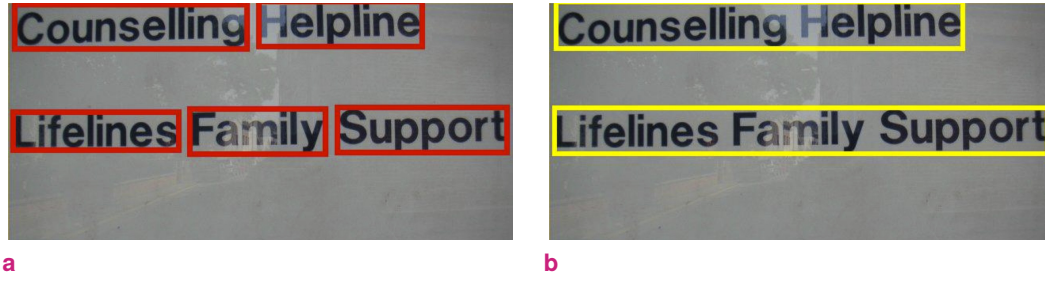 Counselling Helpline
Lifelines Family Support
a
Counselling Helpline
Lifelines Family Support
b